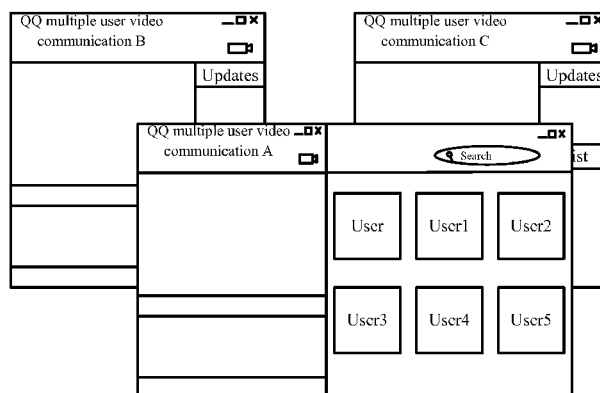 QQ multiple user video
communication B
Updates
QQ multiple user video
communication C
Updates
ist
QQ multiple user video
communication A
Search
User
User1
User2
User3
User4
User5